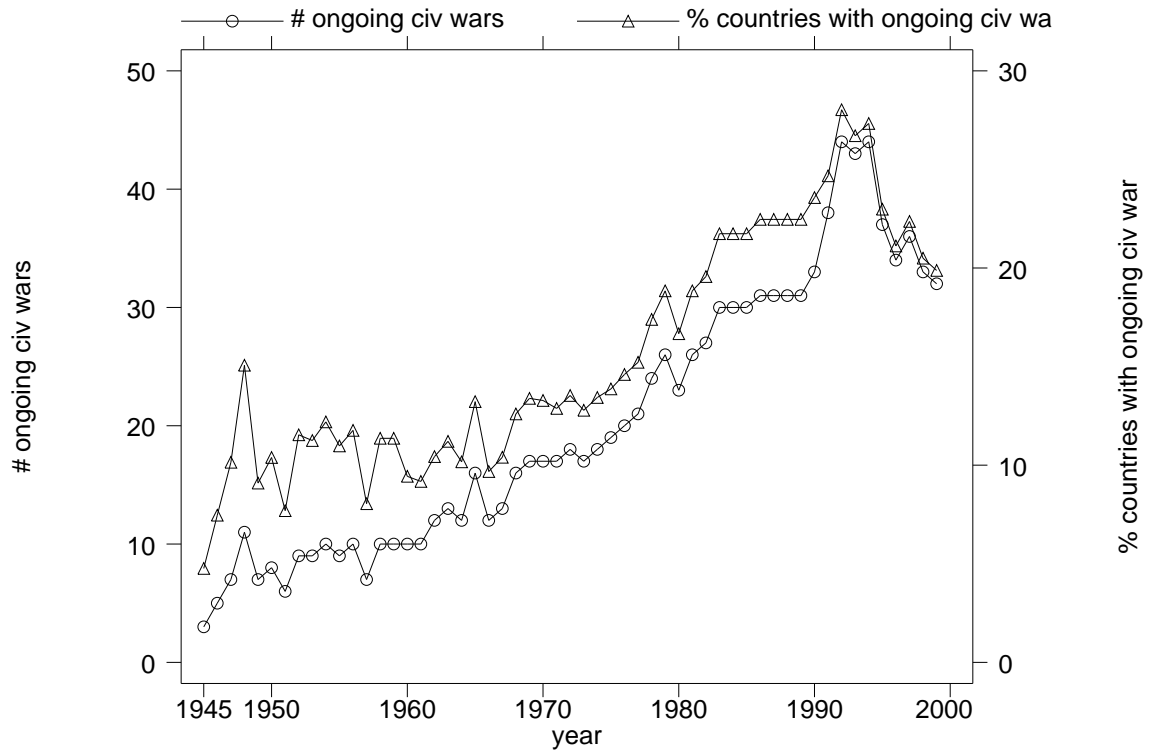 # ongoing civ wars
% countries with ongoing civ wa
# ongoing civ wars
50
40
30
20
10
0
% countries with ongoing civ war
30
20
10
0
1945 1950 1960 1970 1980 1990 2000
year